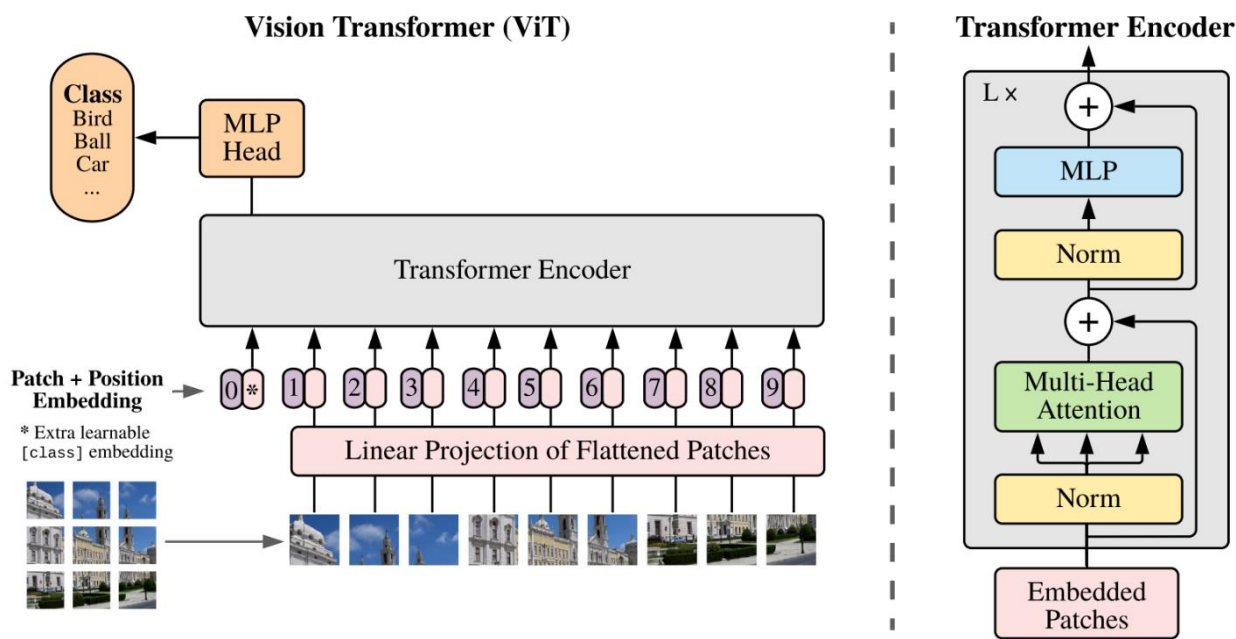 Vision Transformer (ViT)
Class
Bird
Ball
Car
...
MLP
Head
Transformer Encoder
Patch + Position
Embedding
0 * 1 2 3 4 5 6 7 8 9
* Extra learnable
[class] embedding
Linear Projection of Flattened Patches
Transformer Encoder
L x
+
MLP
Norm
+
Multi-Head
Attention
Norm
Embedded
Patches